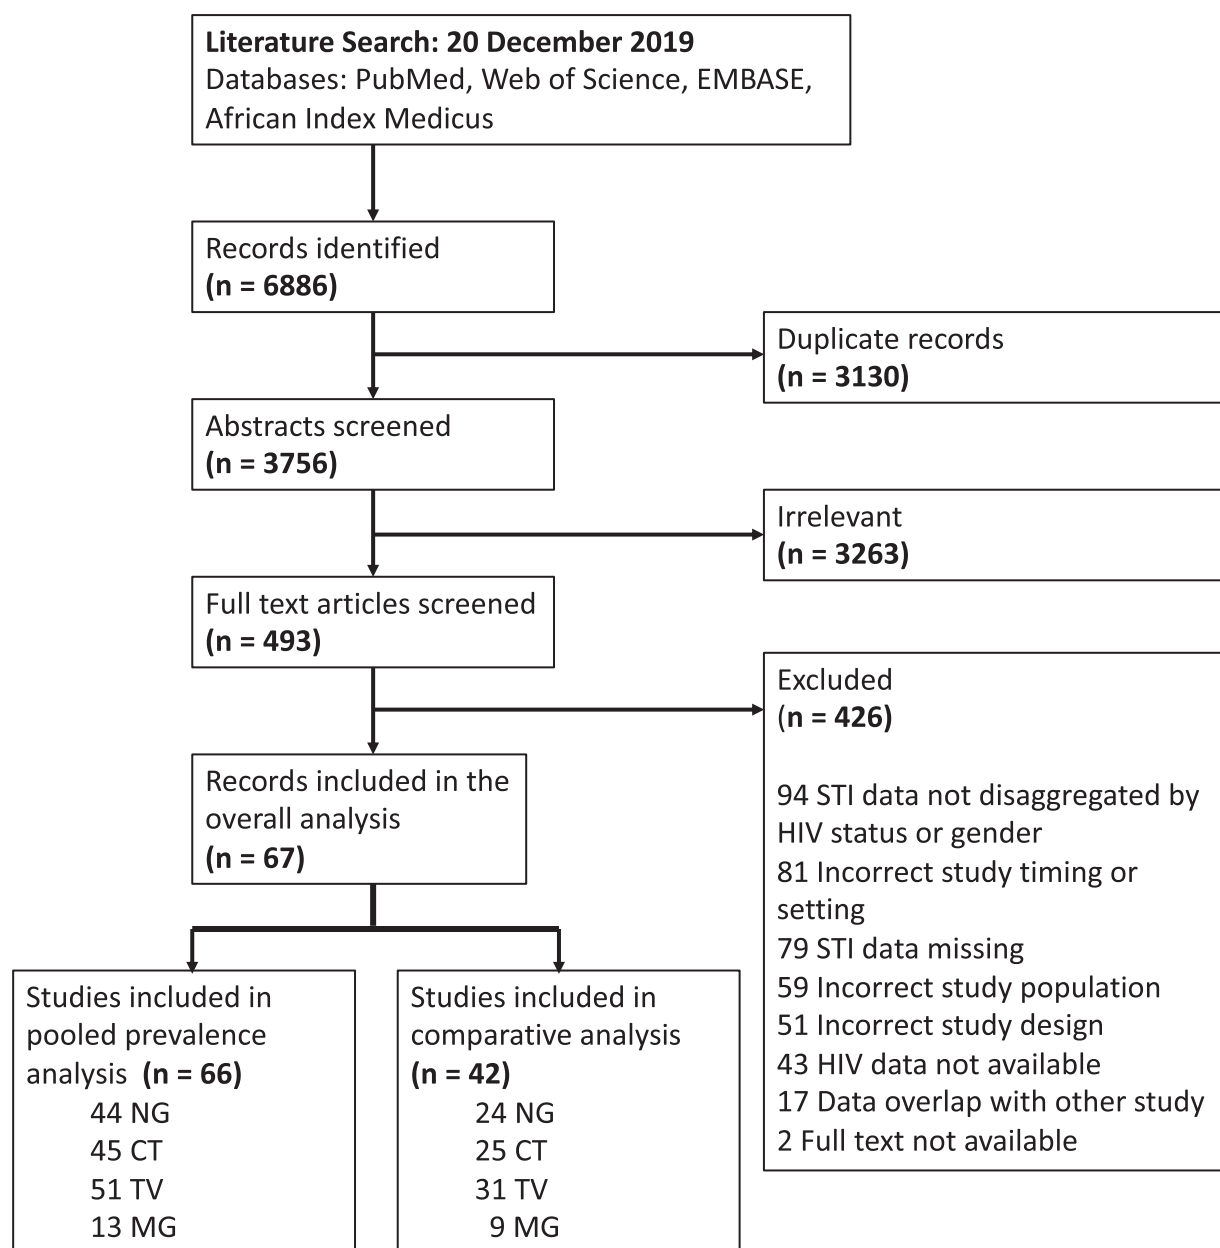 Literature Search: 20 December 2019
Databases: PubMed, Web of Science, EMBASE,
African Index Medicus
Records identified
(n = 6886)
Duplicate records
(n = 3130)
Abstracts screened
(n = 3756)
Irrelevant
(n = 3263)
Full text articles screened
(n = 493)
Excluded
(n = 426)
94 STI data not disaggregated by
HIV status or gender
81 Incorrect study timing or
setting
79 STI data missing
59 Incorrect study population
51 Incorrect study design
43 HIV data not available
17 Data overlap with other study
2 Full text not available
Records included in the
overall analysis
(n = 67)
Studies included in
pooled prevalence
analysis (n = 66)
44 NG
45 CT
51 TV
13 MG
Studies included in
comparative analysis
(n = 42)
24 NG
25 CT
31 TV
9 MG